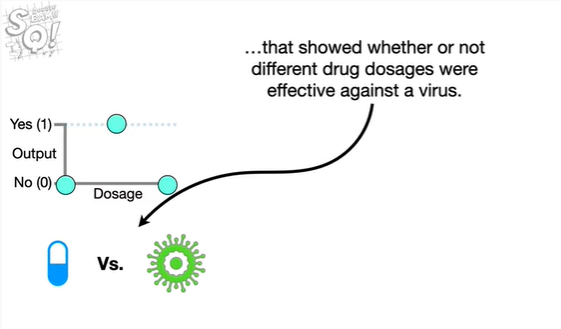 SQ!
...that showed whether or not
different drug dosages were
effective against a virus.
Yes (1)
Output
No (0)
Dosage
Vs.